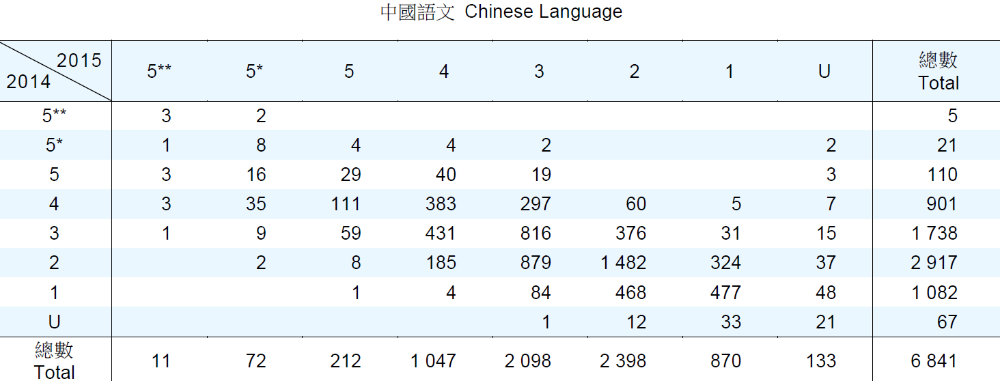 中國語文 Chinese Language
2015
2014
5** 5* 5 4 3 2 1 U 總數 Total
5** 3 2 5
5* 1 8 4 4 2 2 21
5 3 16 29 40 19 3 110
4 3 35 111 383 297 60 5 7 901
3 1 9 59 431 816 376 31 15 1 738
2 2 8 185 879 1 482 324 37 2 917
1 1 4 84 468 477 48 1 082
U 1 12 33 21 67
總數 Total 11 72 212 1 047 2 098 2 398 870 133 6 841